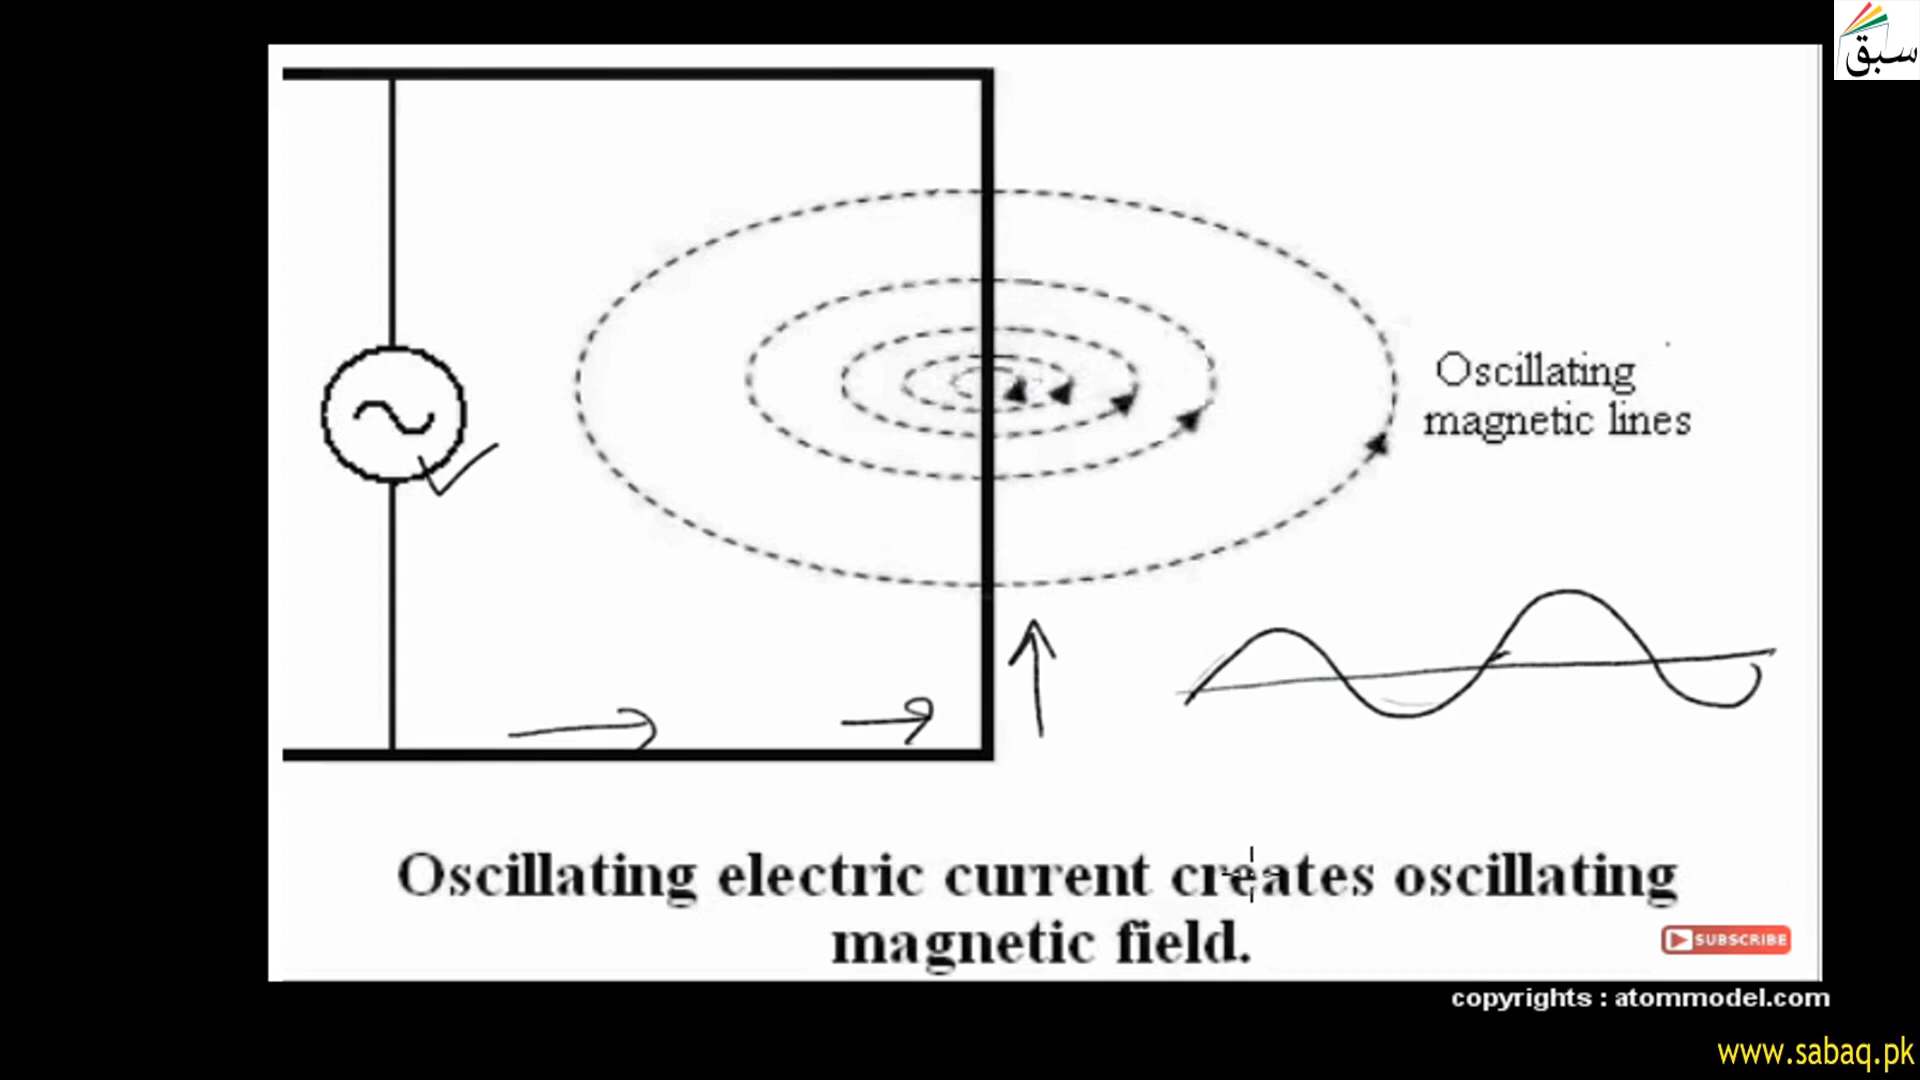 سبق
Oscillating
magnetic lines
Oscillating electric current creates oscillating
magnetic field.
SUBSCRIBE
copyrights : atommodel.com
www.sabaq.pk